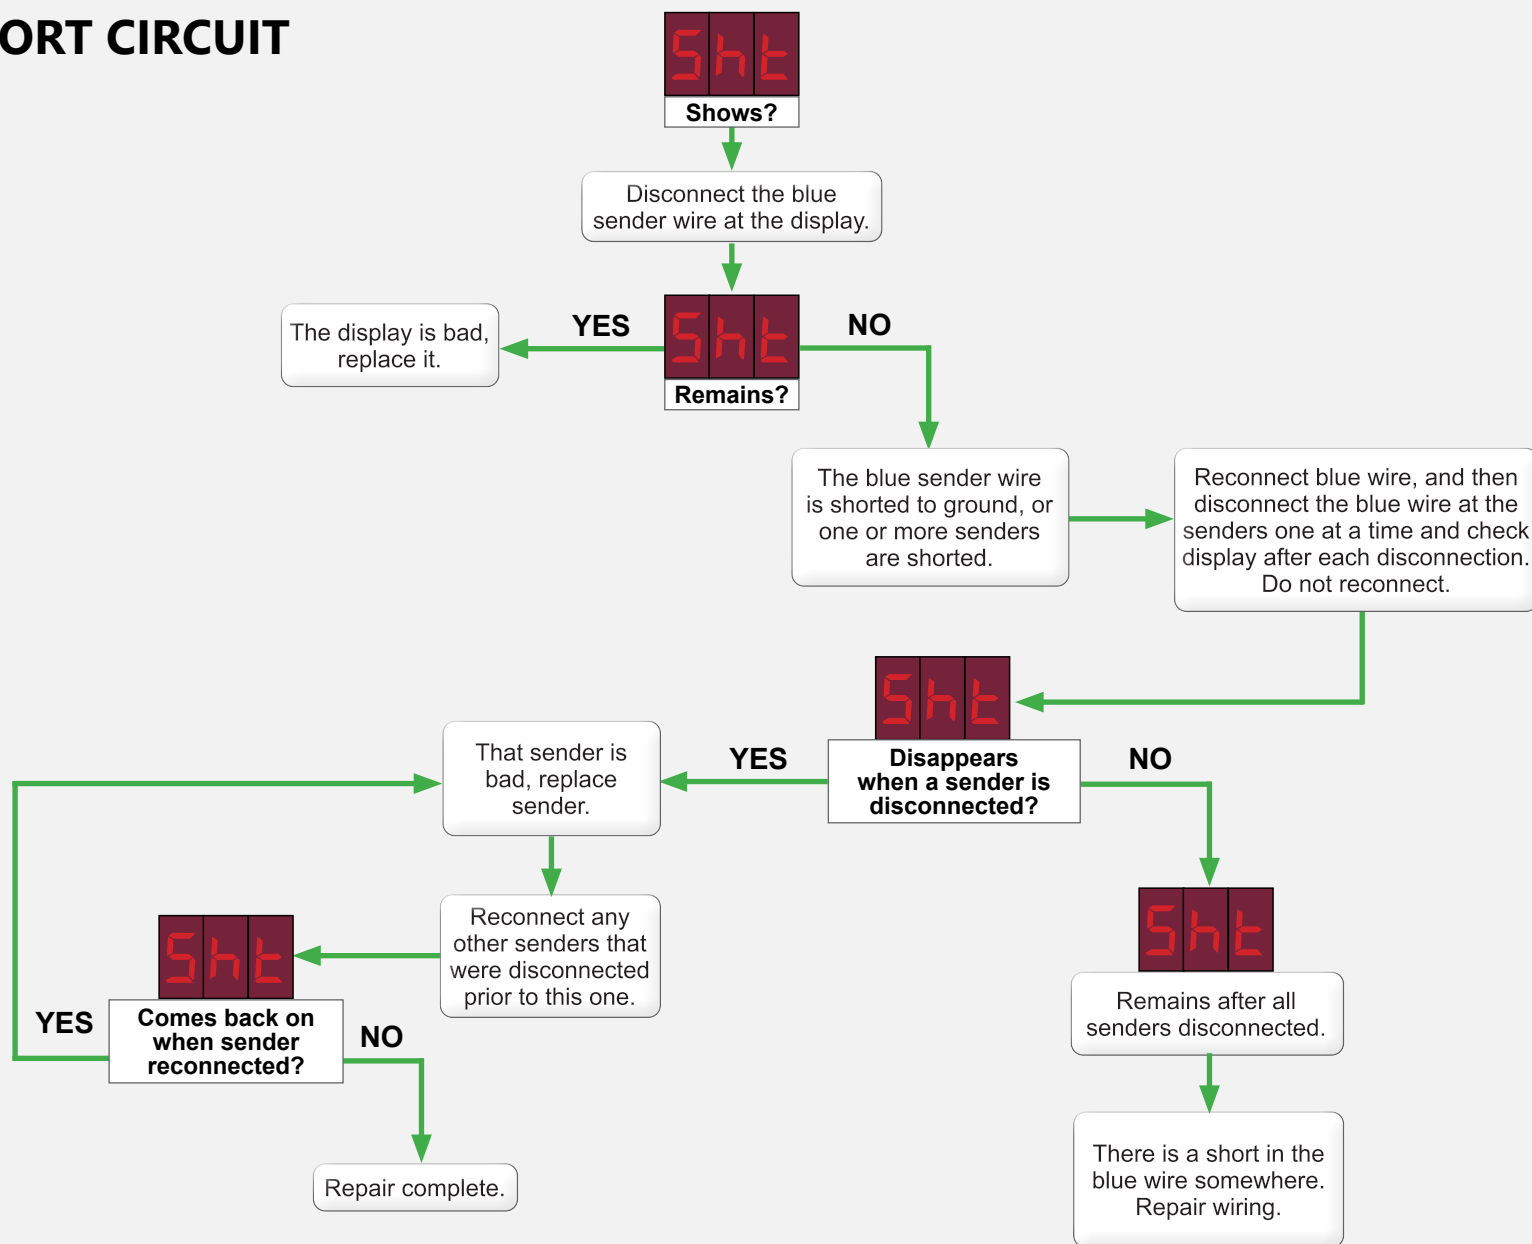 ORT CIRCUIT
Sht
Shows?
Disconnect the blue
sender wire at the display.
The display is bad,
replace it.
YES
Sht
Remains?
NO
The blue sender wire
is shorted to ground, or
one or more senders
are shorted.
Reconnect blue wire, and then
disconnect the blue wire at the
senders one at a time and check
display after each disconnection.
Do not reconnect.
Sht
Disappears
when a sender is
disconnected?
YES
NO
That sender is
bad, replace
sender.
Reconnect any
other senders that
were disconnected
prior to this one.
Sht
Comes back on
when sender
reconnected?
YES
NO
Repair complete.
Sht
Remains after all
senders disconnected.
There is a short in the
blue wire somewhere.
Repair wiring.